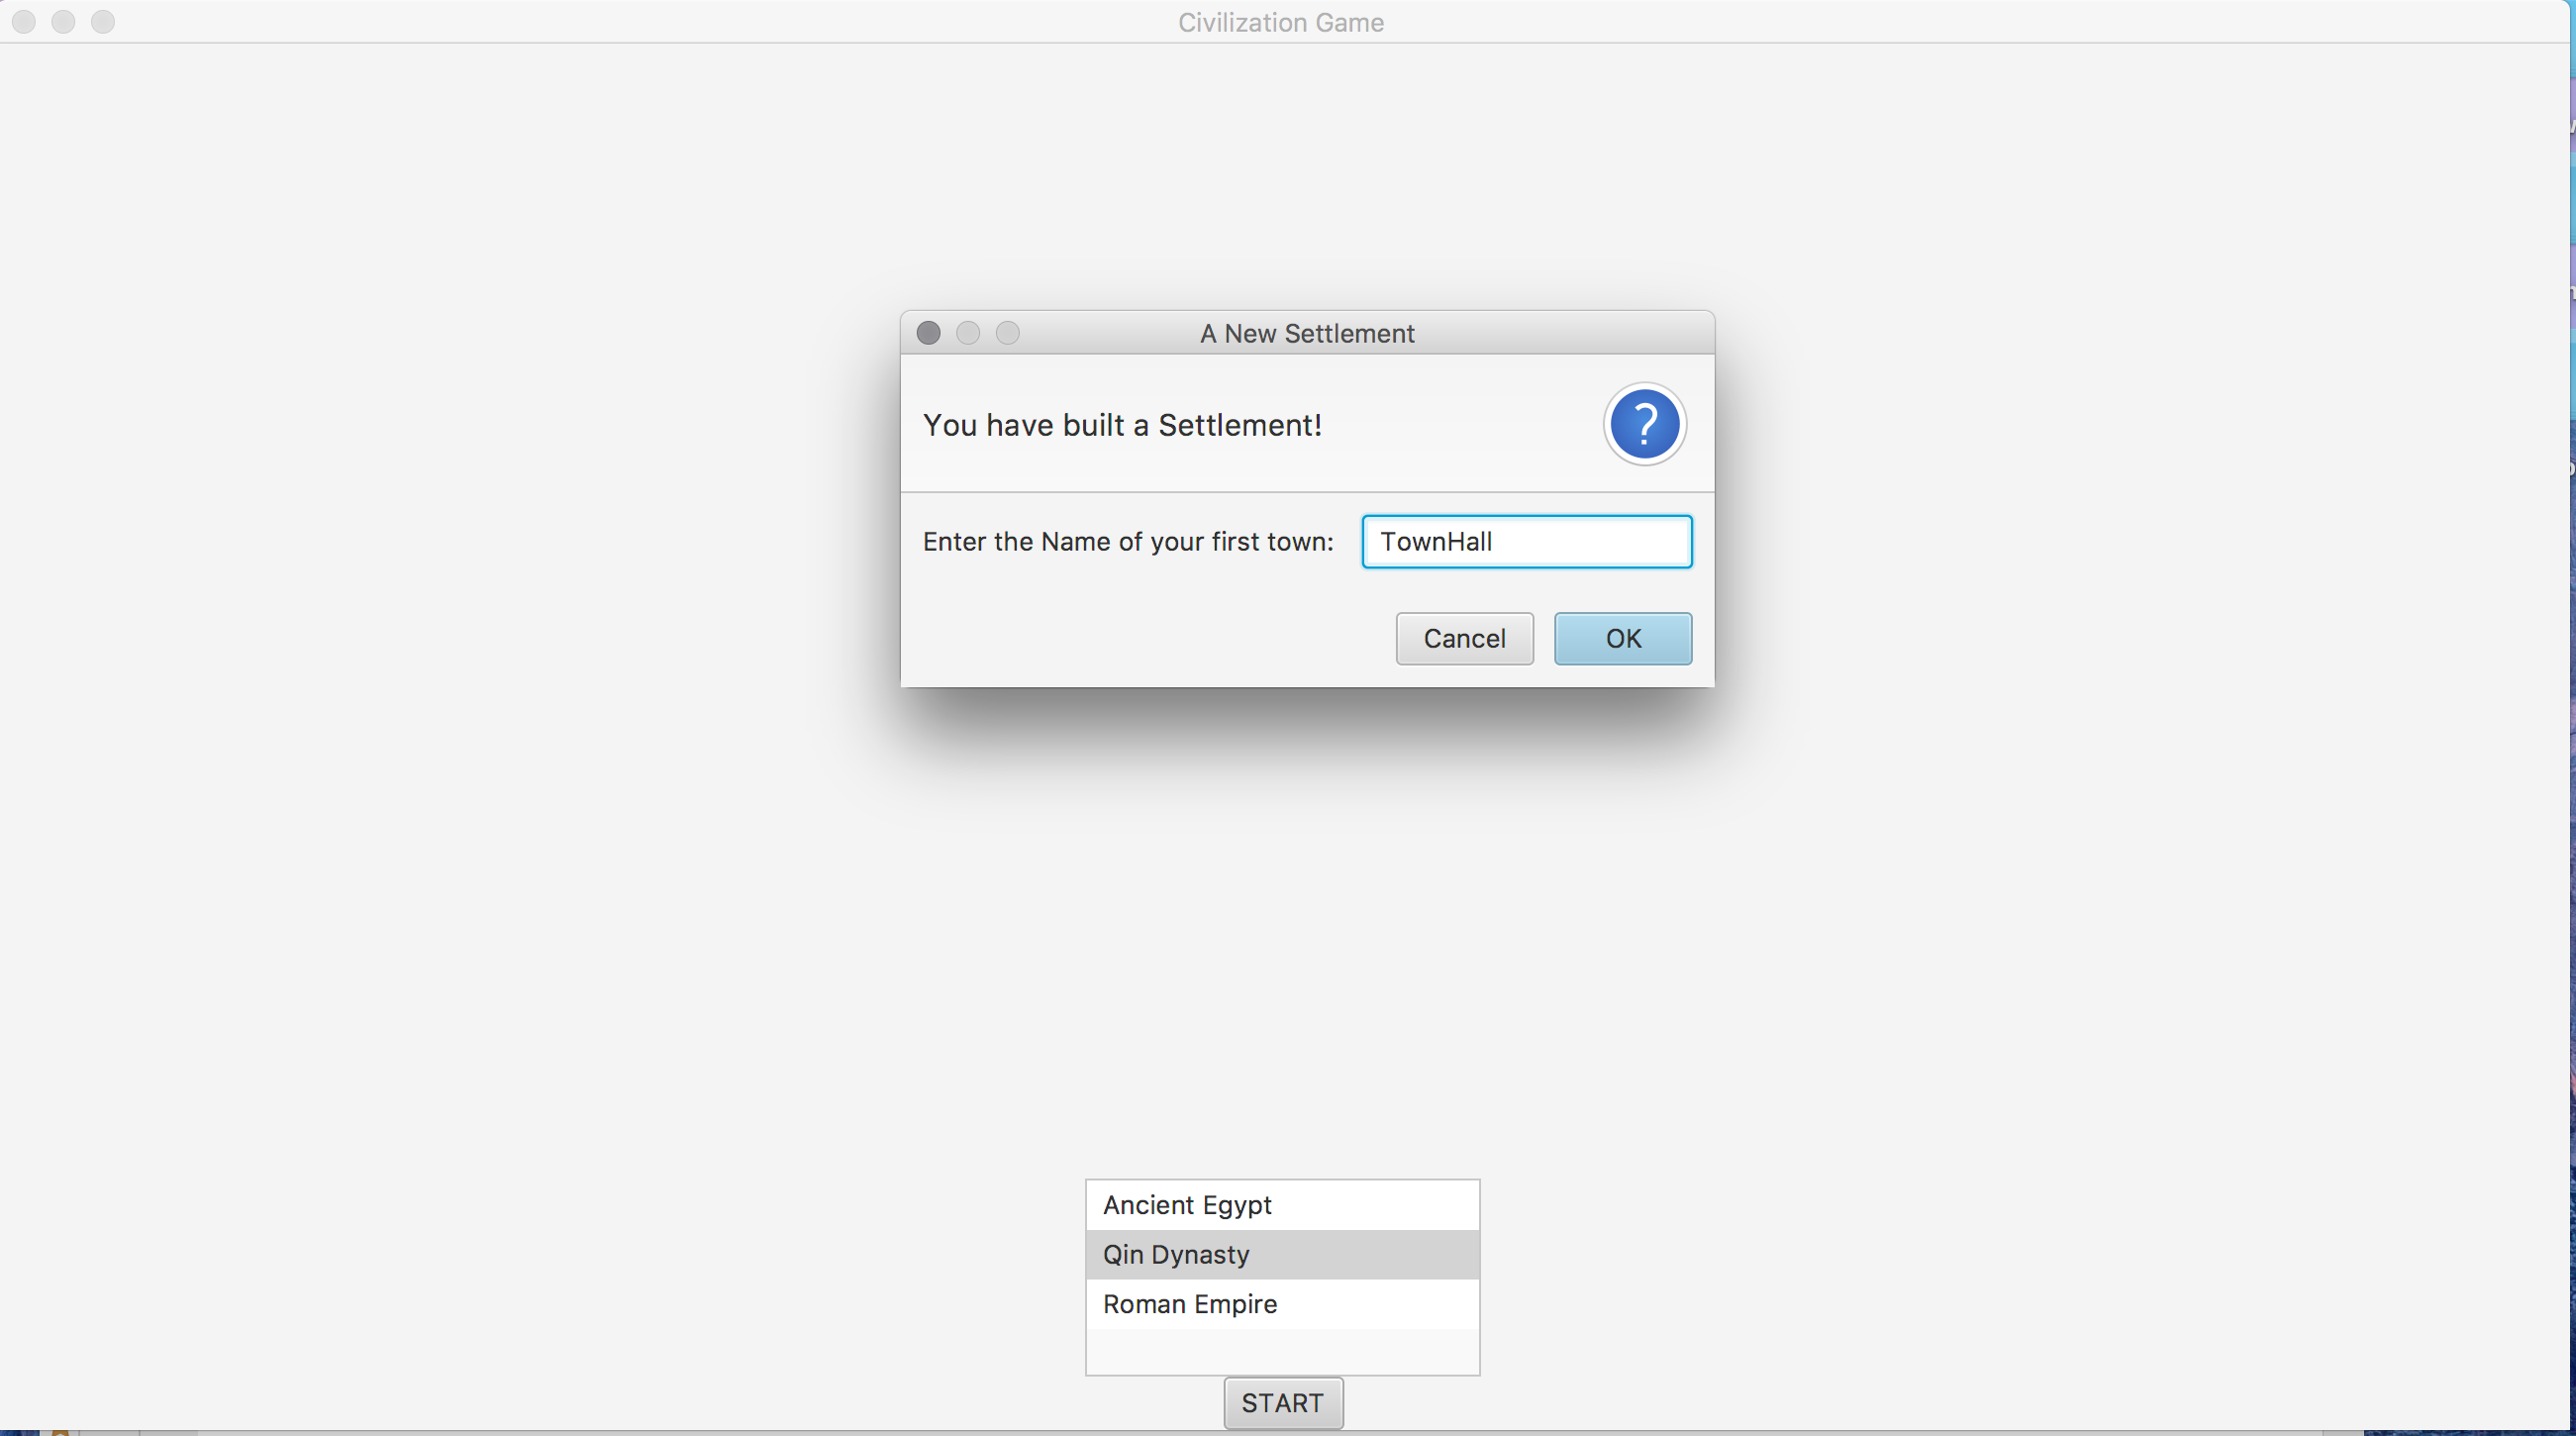 Civilization Game
A New Settlement
You have built a Settlement!
?
Enter the Name of your first town: TownHall
Cancel OK
Ancient Egypt
Qin Dynasty
Roman Empire
START